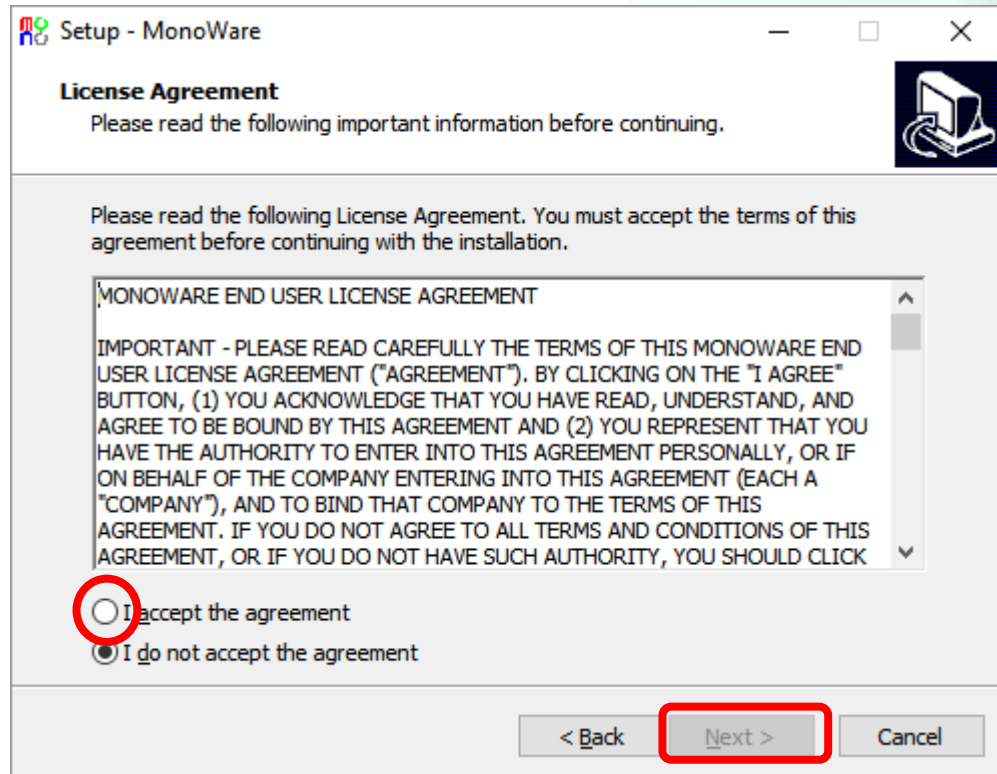 Setup - MonoWare
License Agreement
Please read the following important information before continuing.
Please read the following License Agreement. You must accept the terms of this
agreement before continuing with the installation.
MONOWARE END USER LICENSE AGREEMENT
IMPORTANT - PLEASE READ CAREFULLY THE TERMS OF THIS MONOWARE END
USER LICENSE AGREEMENT ("AGREEMENT"). BY CLICKING ON THE "I AGREE"
BUTTON, (1) YOU ACKNOWLEDGE THAT YOU HAVE READ, UNDERSTAND, AND
AGREE TO BE BOUND BY THIS AGREEMENT AND (2) YOU REPRESENT THAT YOU
HAVE THE AUTHORITY TO ENTER INTO THIS AGREEMENT PERSONALLY, OR IF
ON BEHALF OF THE COMPANY ENTERING INTO THIS AGREEMENT (EACH A
"COMPANY"), AND TO BIND THAT COMPANY TO THE TERMS OF THIS
AGREEMENT. IF YOU DO NOT AGREE TO ALL TERMS AND CONDITIONS OF THIS
AGREEMENT, OR IF YOU DO NOT HAVE SUCH AUTHORITY, YOU SHOULD CLICK
I accept the agreement
I do not accept the agreement
< Back Next > Cancel